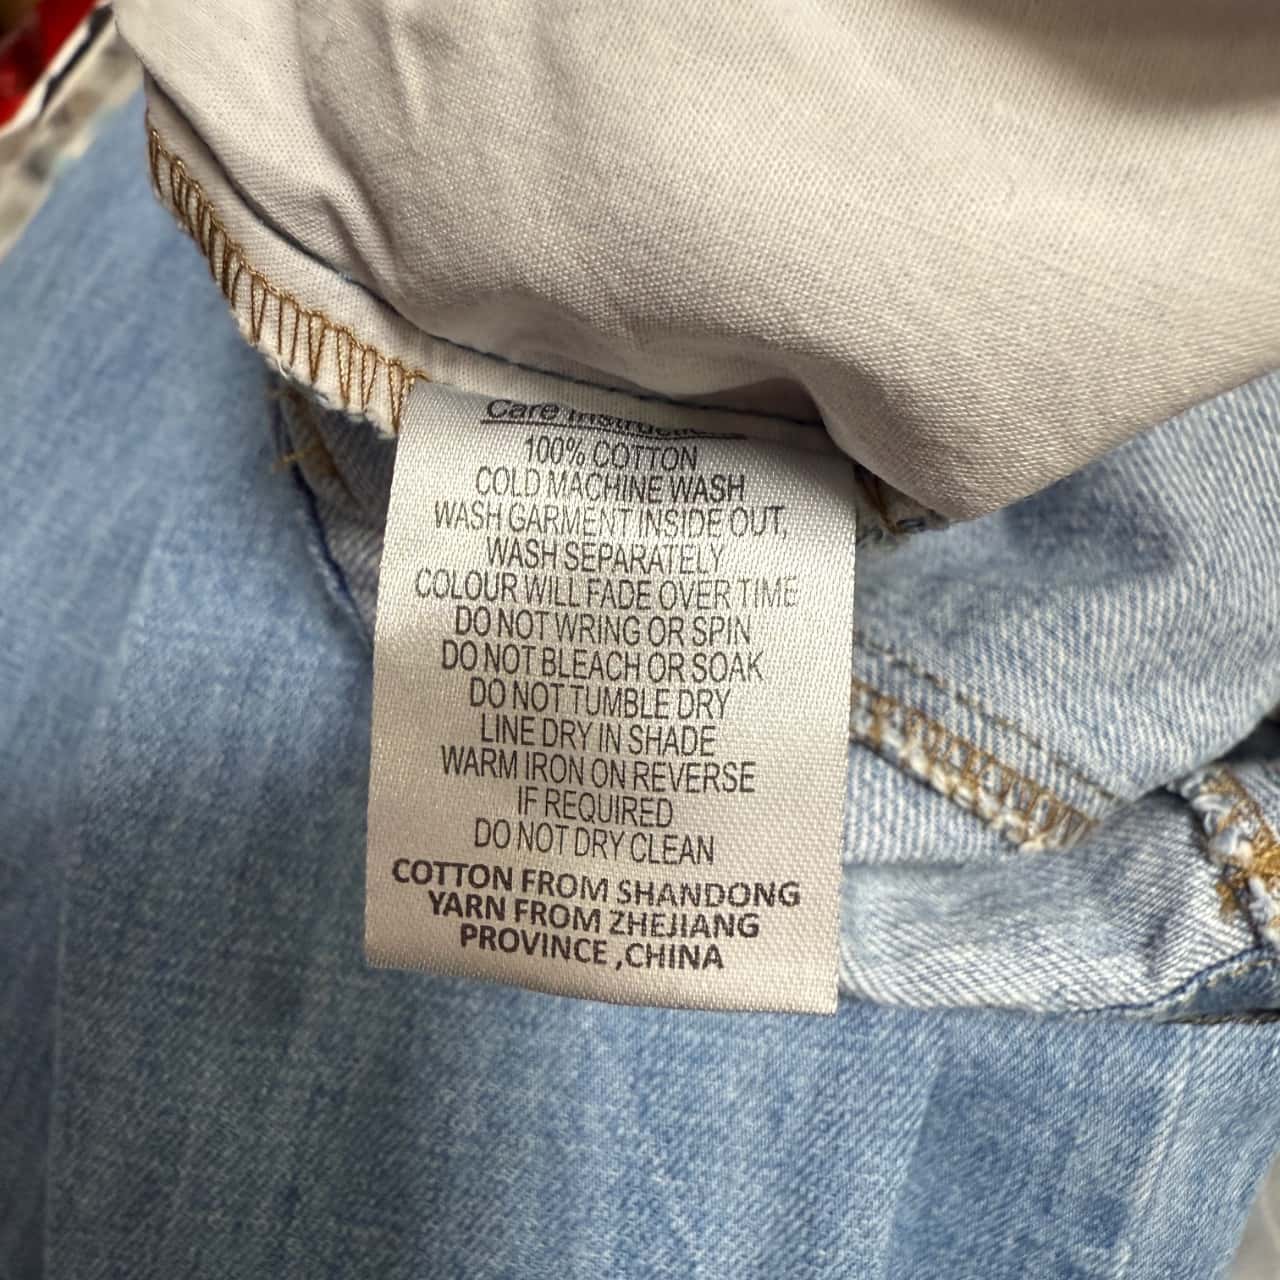 Care Instructions
100% COTTON
COLD MACHINE WASH
WASH GARMENT INSIDE OUT,
WASH SEPARATELY
COLOUR WILL FADE OVER TIME
DO NOT WRING OR SPIN
DO NOT BLEACH OR SOAK
DO NOT TUMBLE DRY
LINE DRY IN SHADE
WARM IRON ON REVERSE
IF REQUIRED
DO NOT DRY CLEAN
COTTON FROM SHANDONG
YARN FROM ZHEJIANG
PROVINCE ,CHINA